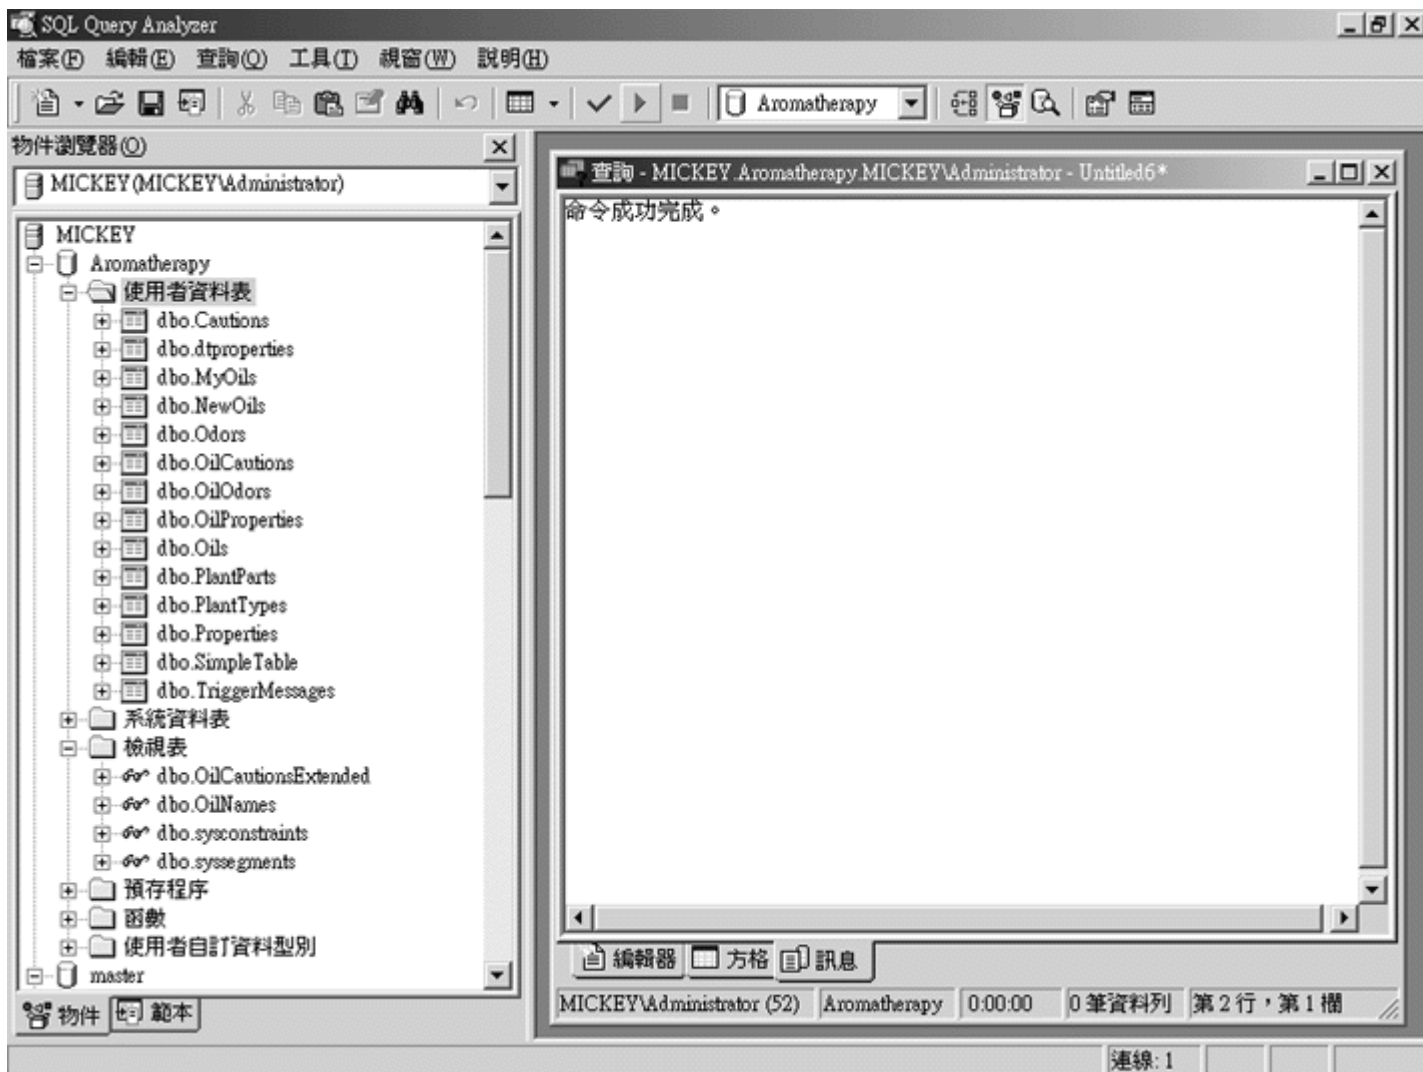 SQL Query Analyzer
檔案(F) 編輯(E) 查詢(Q) 工具(T) 視窗(W) 說明(H)
Aromatherapy
物件瀏覽器(O)
MICKEY(MICKEY\Administrator)
MICKEY
Aromatherapy
使用者資料表
dbo.Cautions
dbo.dtproperties
dbo.MyOils
dbo.NewOils
dbo.Odors
dbo.OilCautions
dbo.OilOdors
dbo.OilProperties
dbo.Oils
dbo.PlantParts
dbo.PlantTypes
dbo.Properties
dbo.SimpleTable
dbo.TriggerMessages
系統資料表
檢視表
dbo.OilCautionsExtended
dbo.OilNames
dbo.sysconstraints
dbo.syssegments
預存程序
函數
使用者自訂資料型別
master
物件 範本
查詢 - MICKEY.Aromatherapy.MICKEY\Administrator - Untitled6*
命令成功完成。
編輯器 方格 訊息
MICKEY\Administrator (52) Aromatherapy 0:00:00 0 筆資料列 第 2 行，第 1 欄
連線: 1